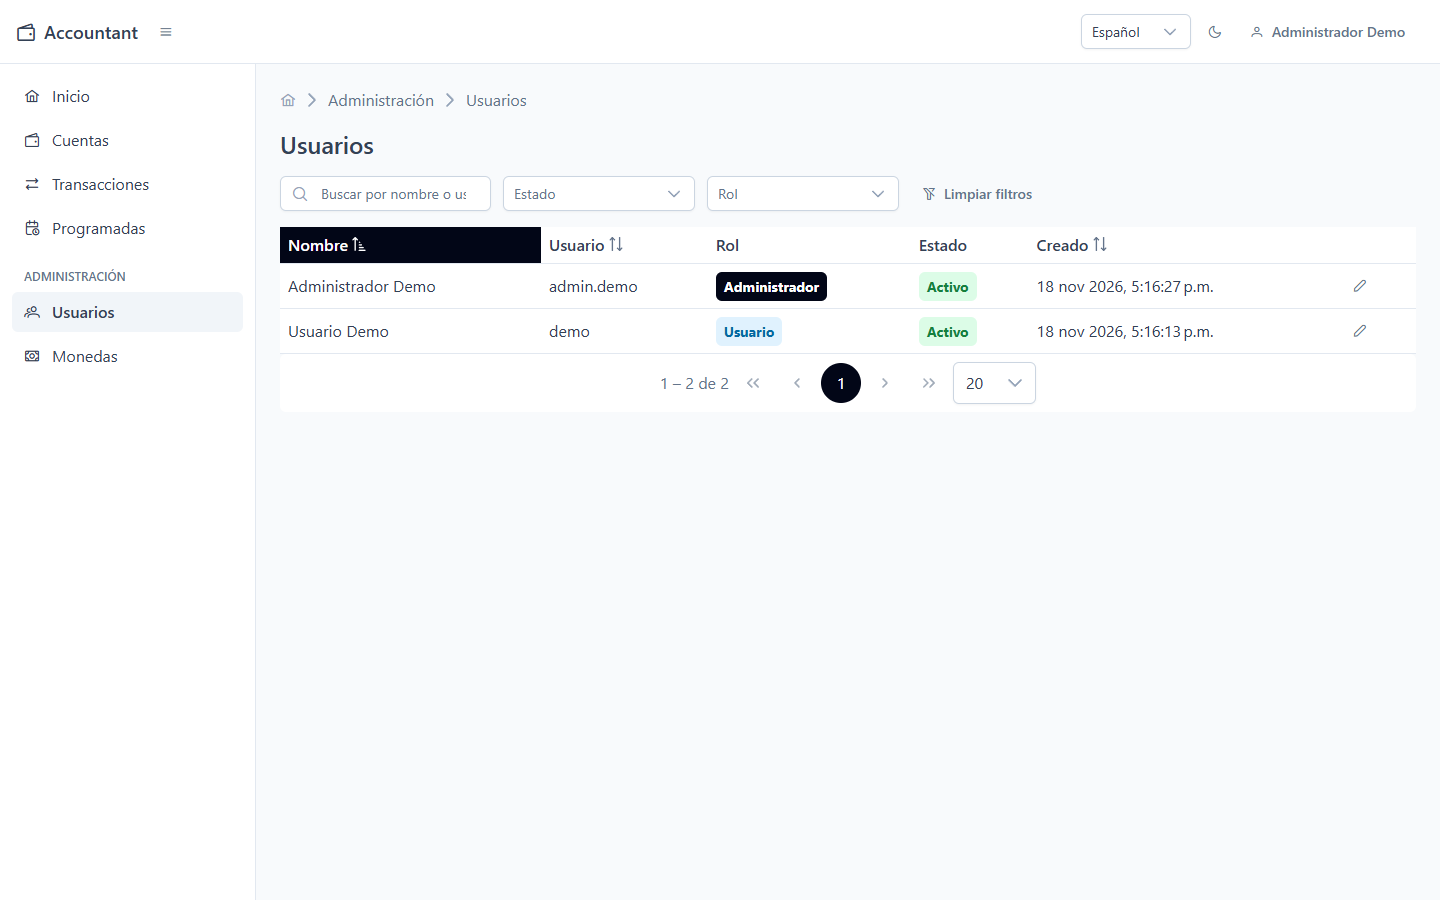 Accountant
Español
Administrador Demo
Inicio
Cuentas
Transacciones
Programadas
ADMINISTRACIÓN
Usuarios
Monedas
Administración
Usuarios
Usuarios
Buscar por nombre o us
Estado
Rol
Limpiar filtros
Nombre Usuario Rol Estado Creado
Administrador Demo admin.demo Administrador Activo 18 nov 2026, 5:16:27 p.m.
Usuario Demo demo Usuario Activo 18 nov 2026, 5:16:13 p.m.
1 – 2 de 2 1 20